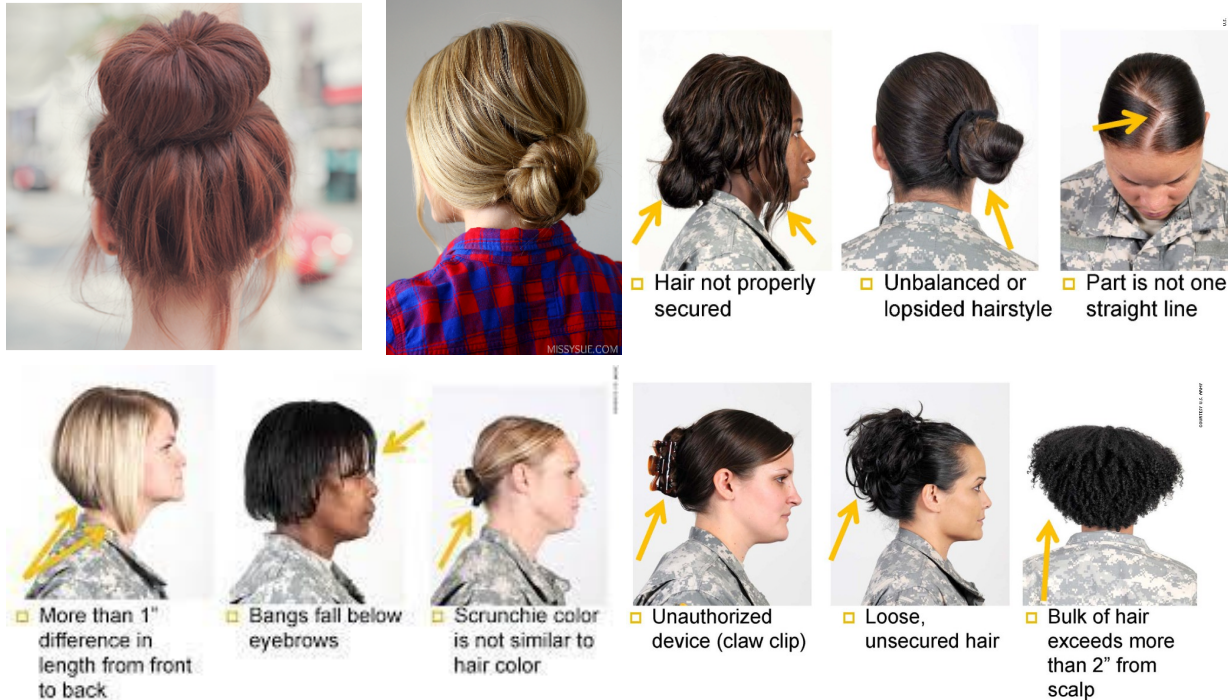 MISSYSUE.COM
Hair not properly
secured
Unbalanced or
lopsided hairstyle
Part is not one
straight line
More than 1”
difference in
length from front
to back
Bangs fall below
eyebrows
Scrunchie color
is not similar to
hair color
Unauthorized
device (claw clip)
Loose,
unsecured hair
Bulk of hair
exceeds more
than 2” from
scalp
COURTESY U.S. ARMY